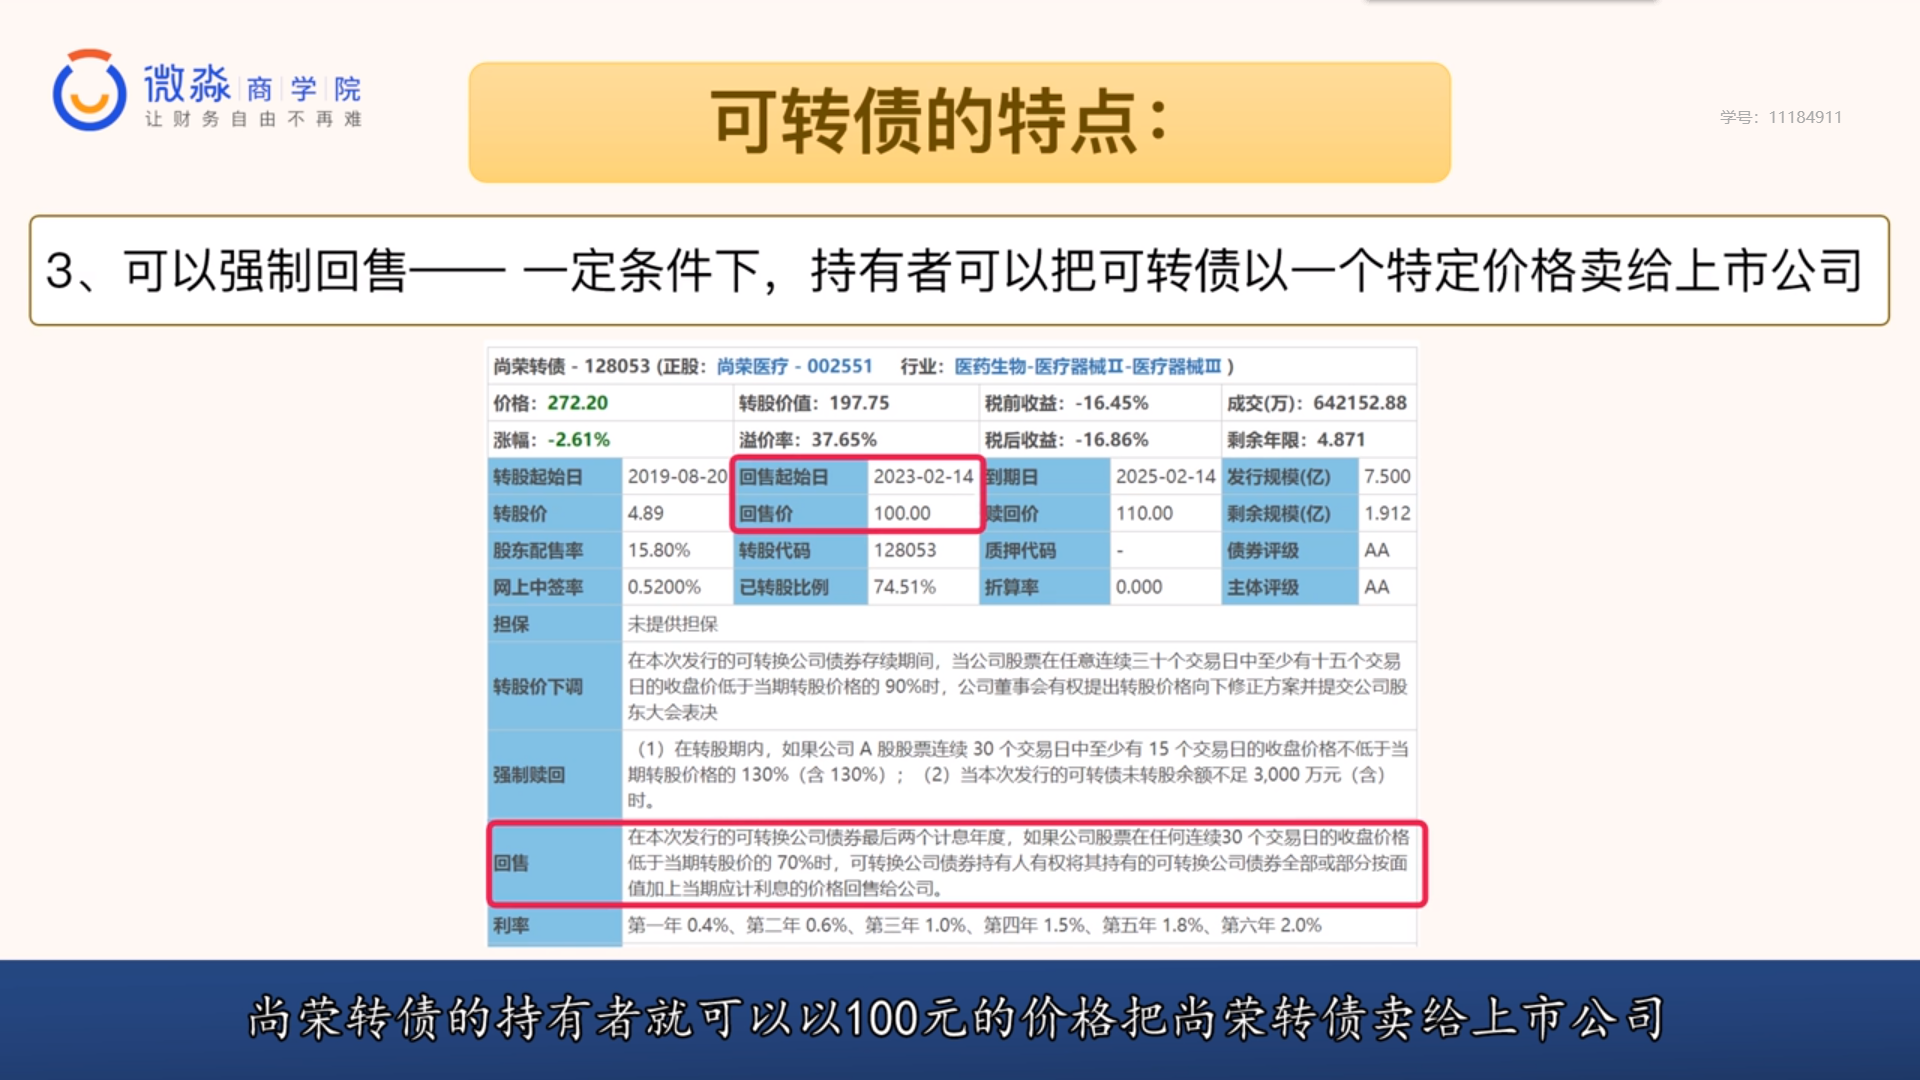 微淼 商学院
让财务自由不再难
可转债的特点：
学号：11184911
3、可以强制回售—— 一定条件下，持有者可以把可转债以一个特定价格卖给上市公司
尚荣转债 - 128053 (正股：尚荣医疗 - 002551 行业：医药生物-医疗器械Ⅱ-医疗器械Ⅲ )
价格：272.20 转股价值：197.75 税前收益：-16.45% 成交(万)：642152.88
涨幅：-2.61% 溢价率：37.65% 税后收益：-16.86% 剩余年限：4.871
转股起始日 2019-08-20 回售起始日 2023-02-14 到期日 2025-02-14 发行规模(亿) 7.500
转股价 4.89 回售价 100.00 赎回价 110.00 剩余规模(亿) 1.912
股东配售率 15.80% 转股代码 128053 质押代码 - 债券评级 AA
网上中签率 0.5200% 已转股比例 74.51% 折算率 0.000 主体评级 AA
担保 未提供担保
转股价下调
在本次发行的可转换公司债券存续期间，当公司股票在任意连续三十个交易日中至少有十五个交易
日的收盘价低于当期转股价格的 90%时，公司董事会有权提出转股价格向下修正方案并提交公司股
东大会表决
强制赎回
（1）在转股期内，如果公司 A 股股票连续 30 个交易日中至少有 15 个交易日的收盘价格不低于当
期转股价格的 130%（含 130%）；（2）当本次发行的可转债未转股余额不足 3,000 万元（含）
时。
回售
在本次发行的可转换公司债券最后两个计息年度，如果公司股票在任何连续30 个交易日的收盘价格
低于当期转股价的 70%时，可转换公司债券持有人有权将其持有的可转换公司债券全部或部分按面
值加上当期应计利息的价格回售给公司。
利率 第一年 0.4%、第二年 0.6%、第三年 1.0%、第四年 1.5%、第五年 1.8%、第六年 2.0%
尚荣转债的持有者就可以以100元的价格把尚荣转债卖给上市公司